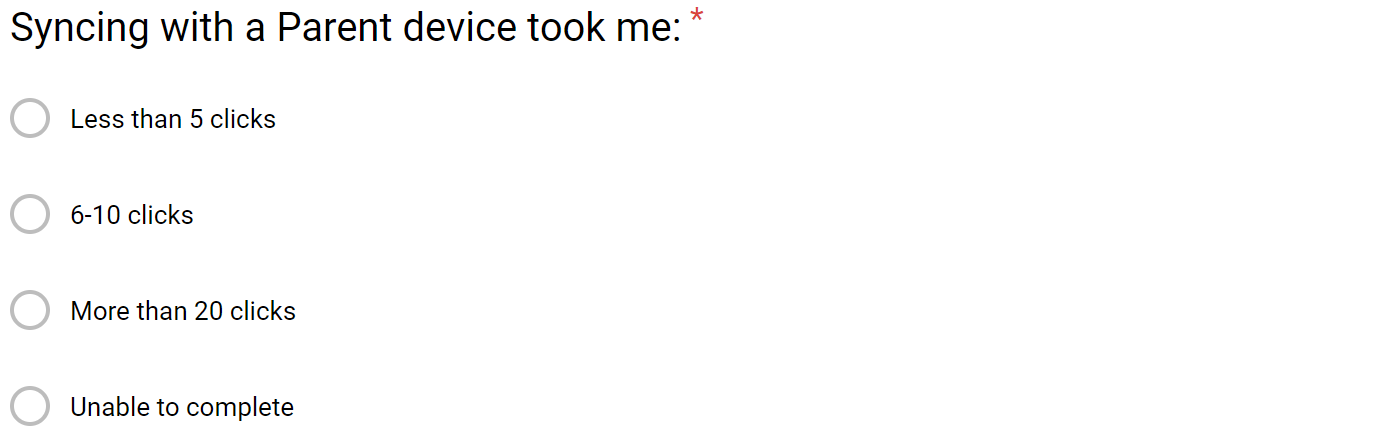 Syncing with a Parent device took me: *
Less than 5 clicks
6-10 clicks
More than 20 clicks
Unable to complete